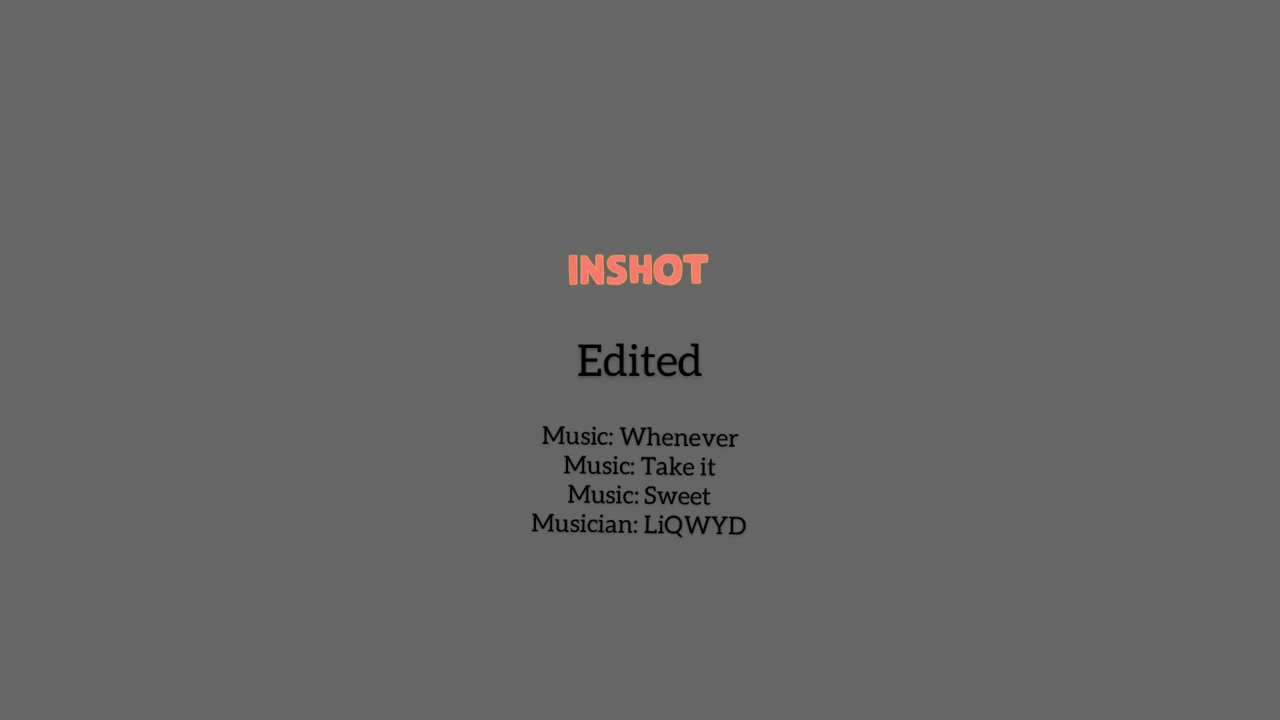 INSHOT
Edited
Music: Whenever
Music: Take it
Music: Sweet
Musician: LiQWYD